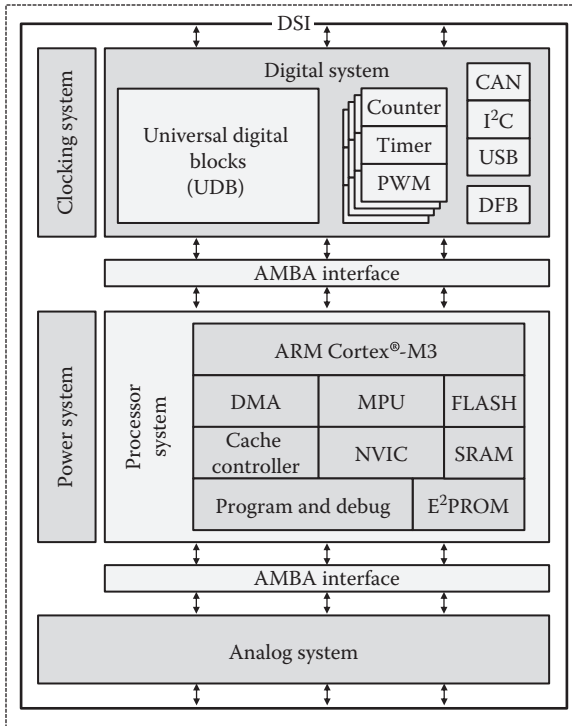 DSI
Clocking system
Digital system
Universal digital
blocks
(UDB)
Counter
Timer
PWM
CAN
I²C
USB
DFB
AMBA interface
Power system
Processor
system
ARM Cortex®-M3
DMA
MPU
FLASH
Cache
controller
NVIC
SRAM
Program and debug
E²PROM
AMBA interface
Analog system